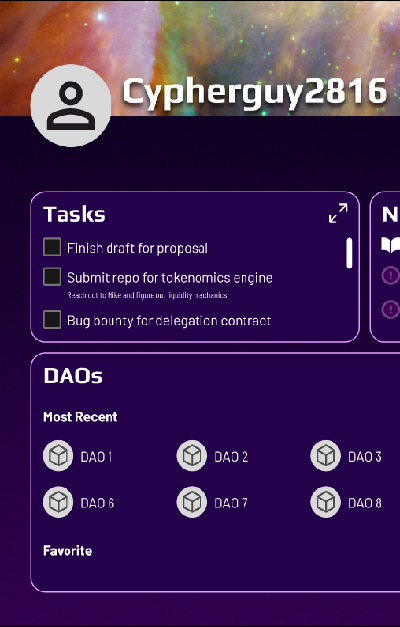 Cypherguy2816
Tasks
Finish draft for proposal
Submit repo for tokenomics engine
Reach out to Nike and figure out liquidity mechanics
Bug bounty for delegation contract
N
DAOs
Most Recent
DAO 1
DAO 2
DAO 3
DAO 6
DAO 7
DAO 8
Favorite